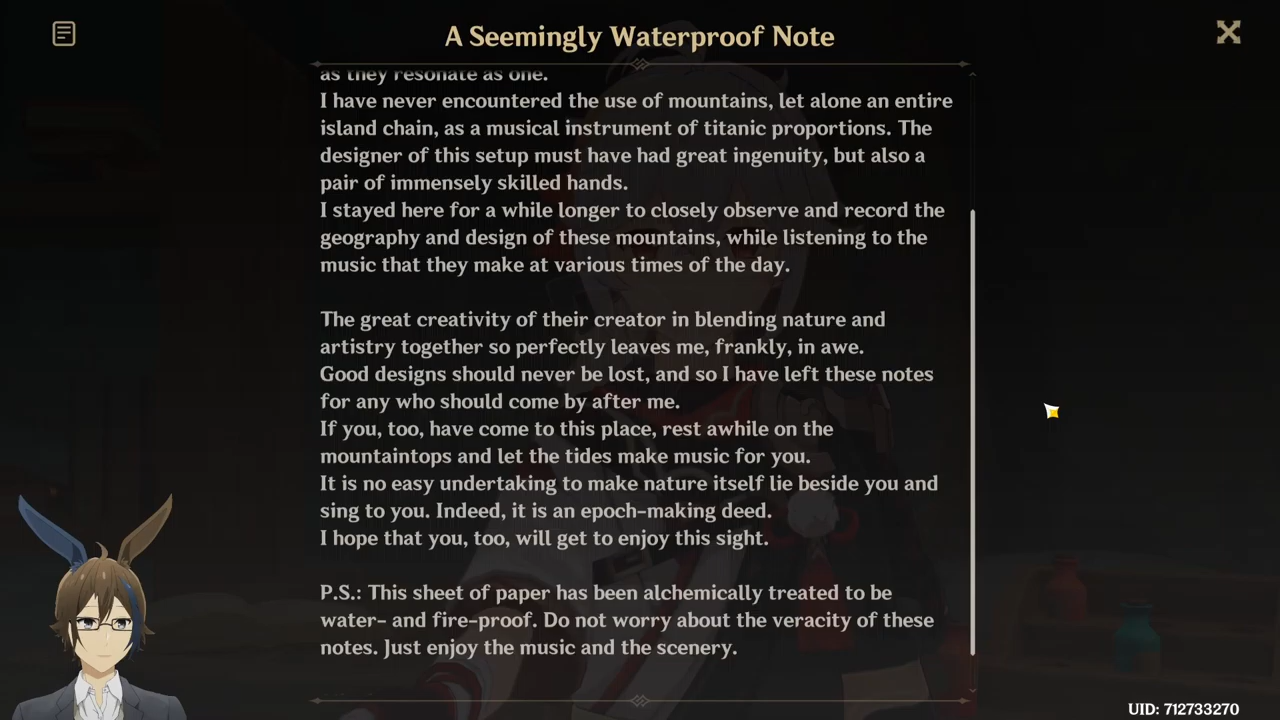 A Seemingly Waterproof Note
as they resonate as one.
I have never encountered the use of mountains, let alone an entire
island chain, as a musical instrument of titanic proportions. The
designer of this setup must have had great ingenuity, but also a
pair of immensely skilled hands.
I stayed here for a while longer to closely observe and record the
geography and design of these mountains, while listening to the
music that they make at various times of the day.
The great creativity of their creator in blending nature and
artistry together so perfectly leaves me, frankly, in awe.
Good designs should never be lost, and so I have left these notes
for any who should come by after me.
If you, too, have come to this place, rest awhile on the
mountaintops and let the tides make music for you.
It is no easy undertaking to make nature itself lie beside you and
sing to you. Indeed, it is an epoch-making deed.
I hope that you, too, will get to enjoy this sight.
P.S.: This sheet of paper has been alchemically treated to be
water- and fire-proof. Do not worry about the veracity of these
notes. Just enjoy the music and the scenery.
UID: 712733270